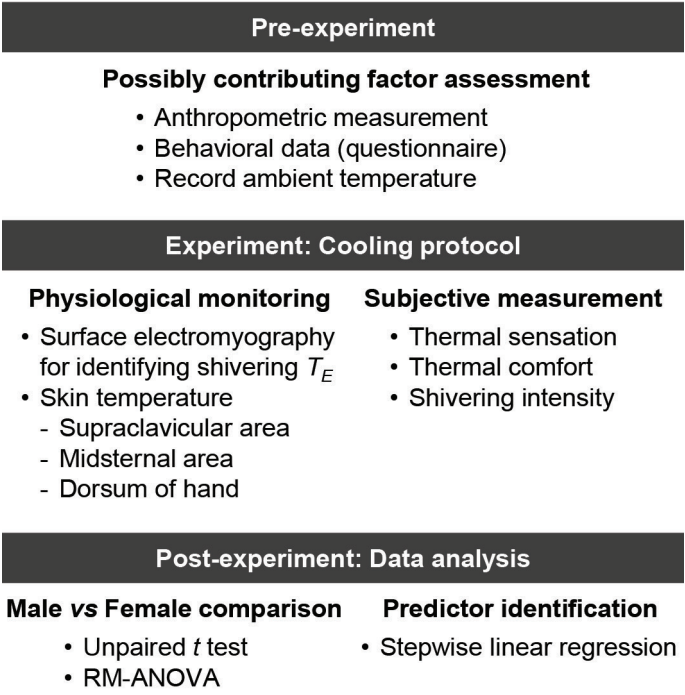 Pre-experiment
Possibly contributing factor assessment
• Anthropometric measurement
• Behavioral data (questionnaire)
• Record ambient temperature
Experiment: Cooling protocol
Physiological monitoring
• Surface electromyography
for identifying shivering T_E
• Skin temperature
- Supraclavicular area
- Midsternal area
- Dorsum of hand
Subjective measurement
• Thermal sensation
• Thermal comfort
• Shivering intensity
Post-experiment: Data analysis
Male vs Female comparison
• Unpaired t test
• RM-ANOVA
Predictor identification
• Stepwise linear regression